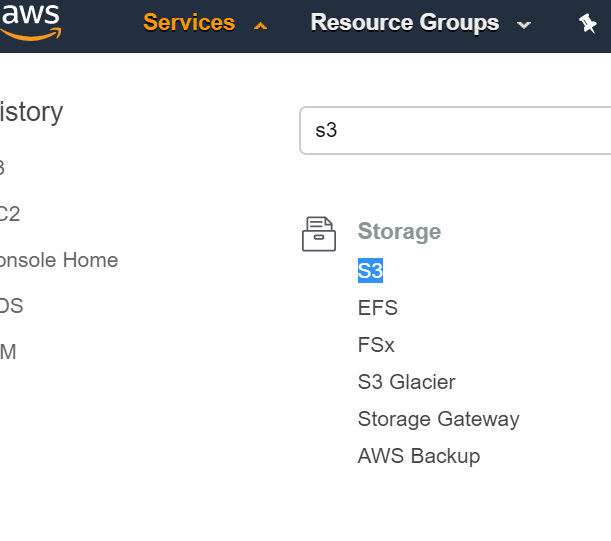 aws Services Resource Groups
istory
s3
3
C2
onsole Home
DS
M
Storage
S3
EFS
FSx
S3 Glacier
Storage Gateway
AWS Backup